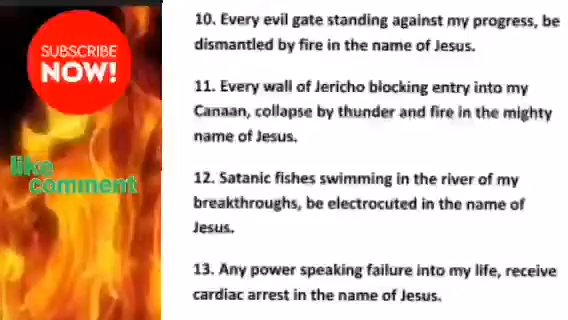 SUBSCRIBE
NOW!
like
comment
10. Every evil gate standing against my progress, be
dismantled by fire in the name of Jesus.
11. Every wall of Jericho blocking entry into my
Canaan, collapse by thunder and fire in the mighty
name of Jesus.
12. Satanic fishes swimming in the river of my
breakthroughs, be electrocuted in the name of
Jesus.
13. Any power speaking failure into my life, receive
cardiac arrest in the name of Jesus.